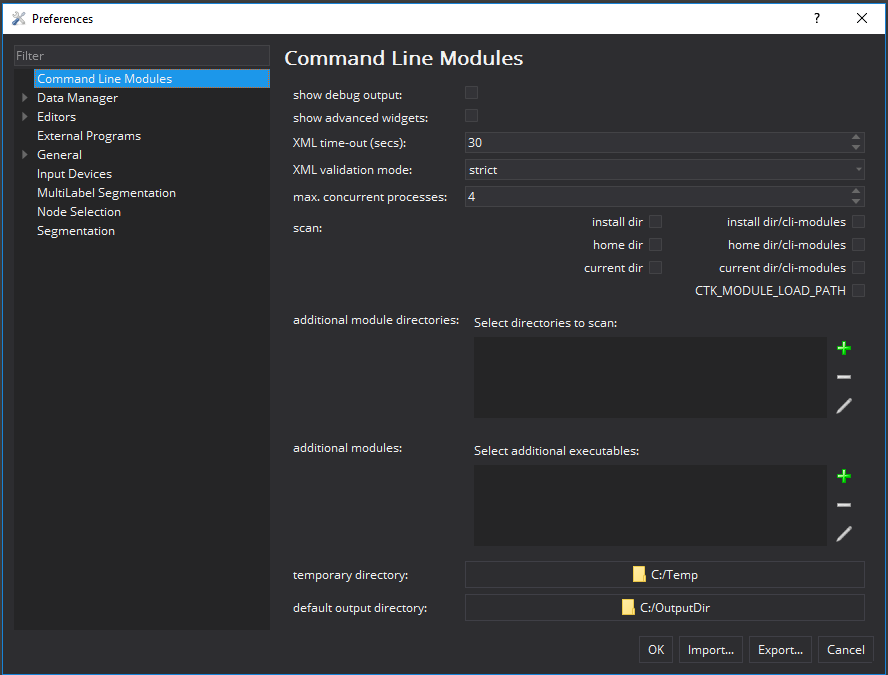 Preferences
?
Filter
Command Line Modules
Data Manager
Editors
External Programs
General
Input Devices
MultiLabel Segmentation
Node Selection
Segmentation
Command Line Modules
show debug output:
show advanced widgets:
XML time-out (secs): 30
XML validation mode: strict
max. concurrent processes: 4
scan:
install dir install dir/cli-modules
home dir home dir/cli-modules
current dir current dir/cli-modules
CTK_MODULE_LOAD_PATH
additional module directories: Select directories to scan:
additional modules: Select additional executables:
temporary directory: C:/Temp
default output directory: C:/OutputDir
OK Import... Export... Cancel